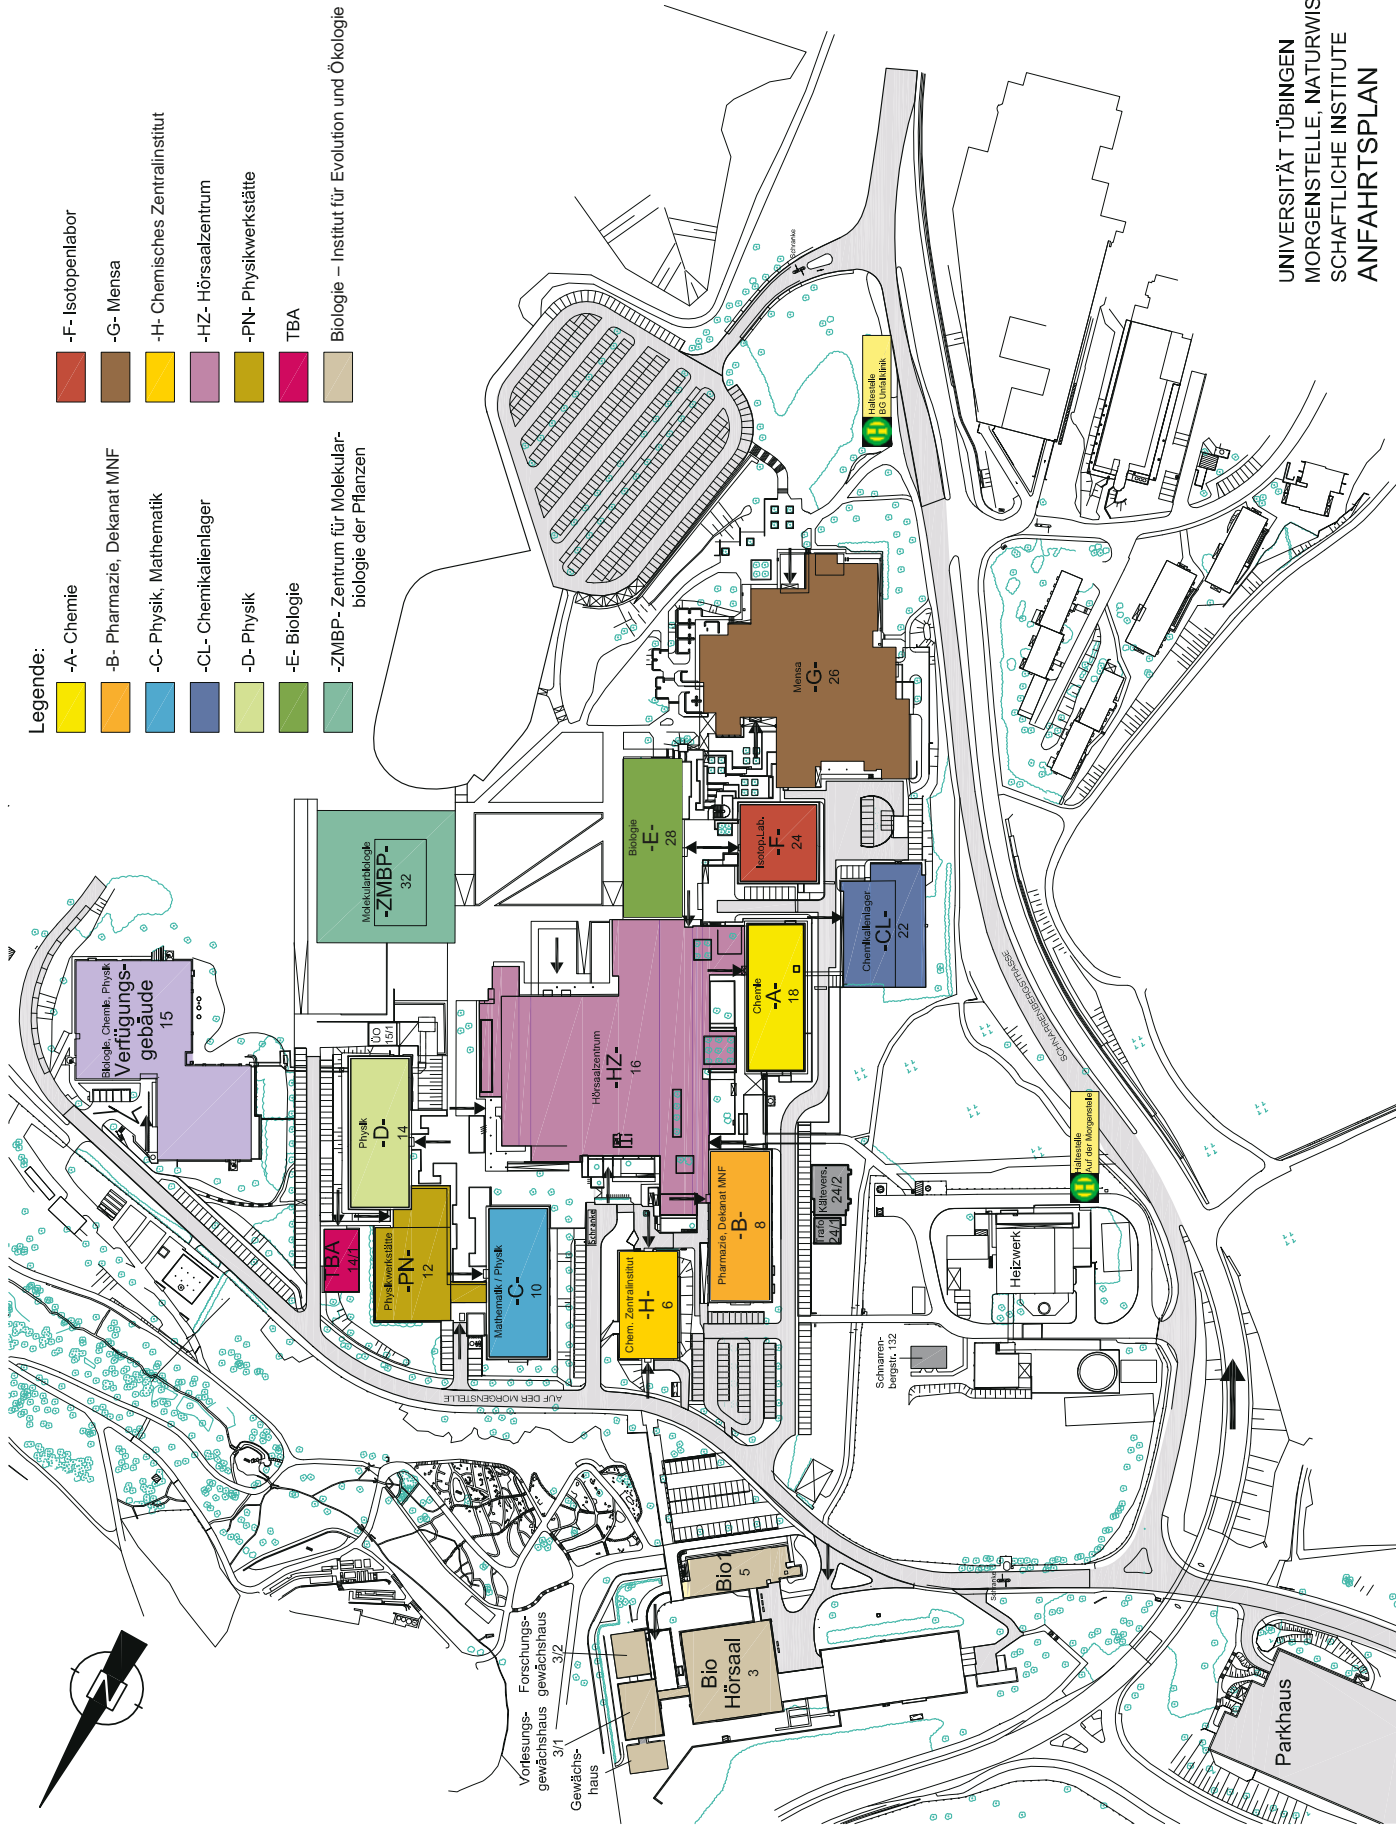 UNIVERSITÄT TÜBINGEN
MORGENSTELLE, NATURWIS
SCHAFTLICHE INSTITUTE
ANFAHRTSPLAN
Legende:
-A- Chemie
-B- Pharmazie, Dekanat MNF
-C- Physik, Mathematik
-CL- Chemikalienlager
-D- Physik
-E- Biologie
-ZMBP- Zentrum für Molekular-
biologie der Pflanzen
-F- Isotopenlabor
-G- Mensa
-H- Chemisches Zentralinstitut
-HZ- Hörsaalzentrum
-PN- Physikwerkstätte
TBA
Biologie – Institut für Evolution und Ökologie
Biologie, Chemie, Physik
Verfügungs-
gebäude
15
Molekularbiologie
-ZMBP-
32
ÜO
15/1
Physik
-D-
14
TBA
14/1
Physikwerkstätte
-PN-
12
Mathematik / Physik
-C-
10
Hörsaalzentrum
-HZ-
16
Biologie
-E-
28
Isotop.Lab.
-F-
24
Mensa
-G-
26
Chemie
-A-
18
Chemikalienlager
-CL-
22
Chem. Zentralinstitut
-H-
6
Pharmazie, Dekanat MNF
-B-
8
Trafo
24/1
Kältevers.
24/2
Schranke
Schranke
Schranke
Haltestelle
BG Unfallklinik
H
Haltestelle
Auf der Morgenstelle
H
SCHNARRENBERGSTRASSE
AUF DER MORGENSTELLE
Heizwerk
Schnarren-
bergstr. 132
Bio1
5
Bio
Hörsaal
3
Vorlesungs-
gewächshaus
3/1
Forschungs-
gewächshaus
3/2
Gewächs-
haus
Parkhaus
N